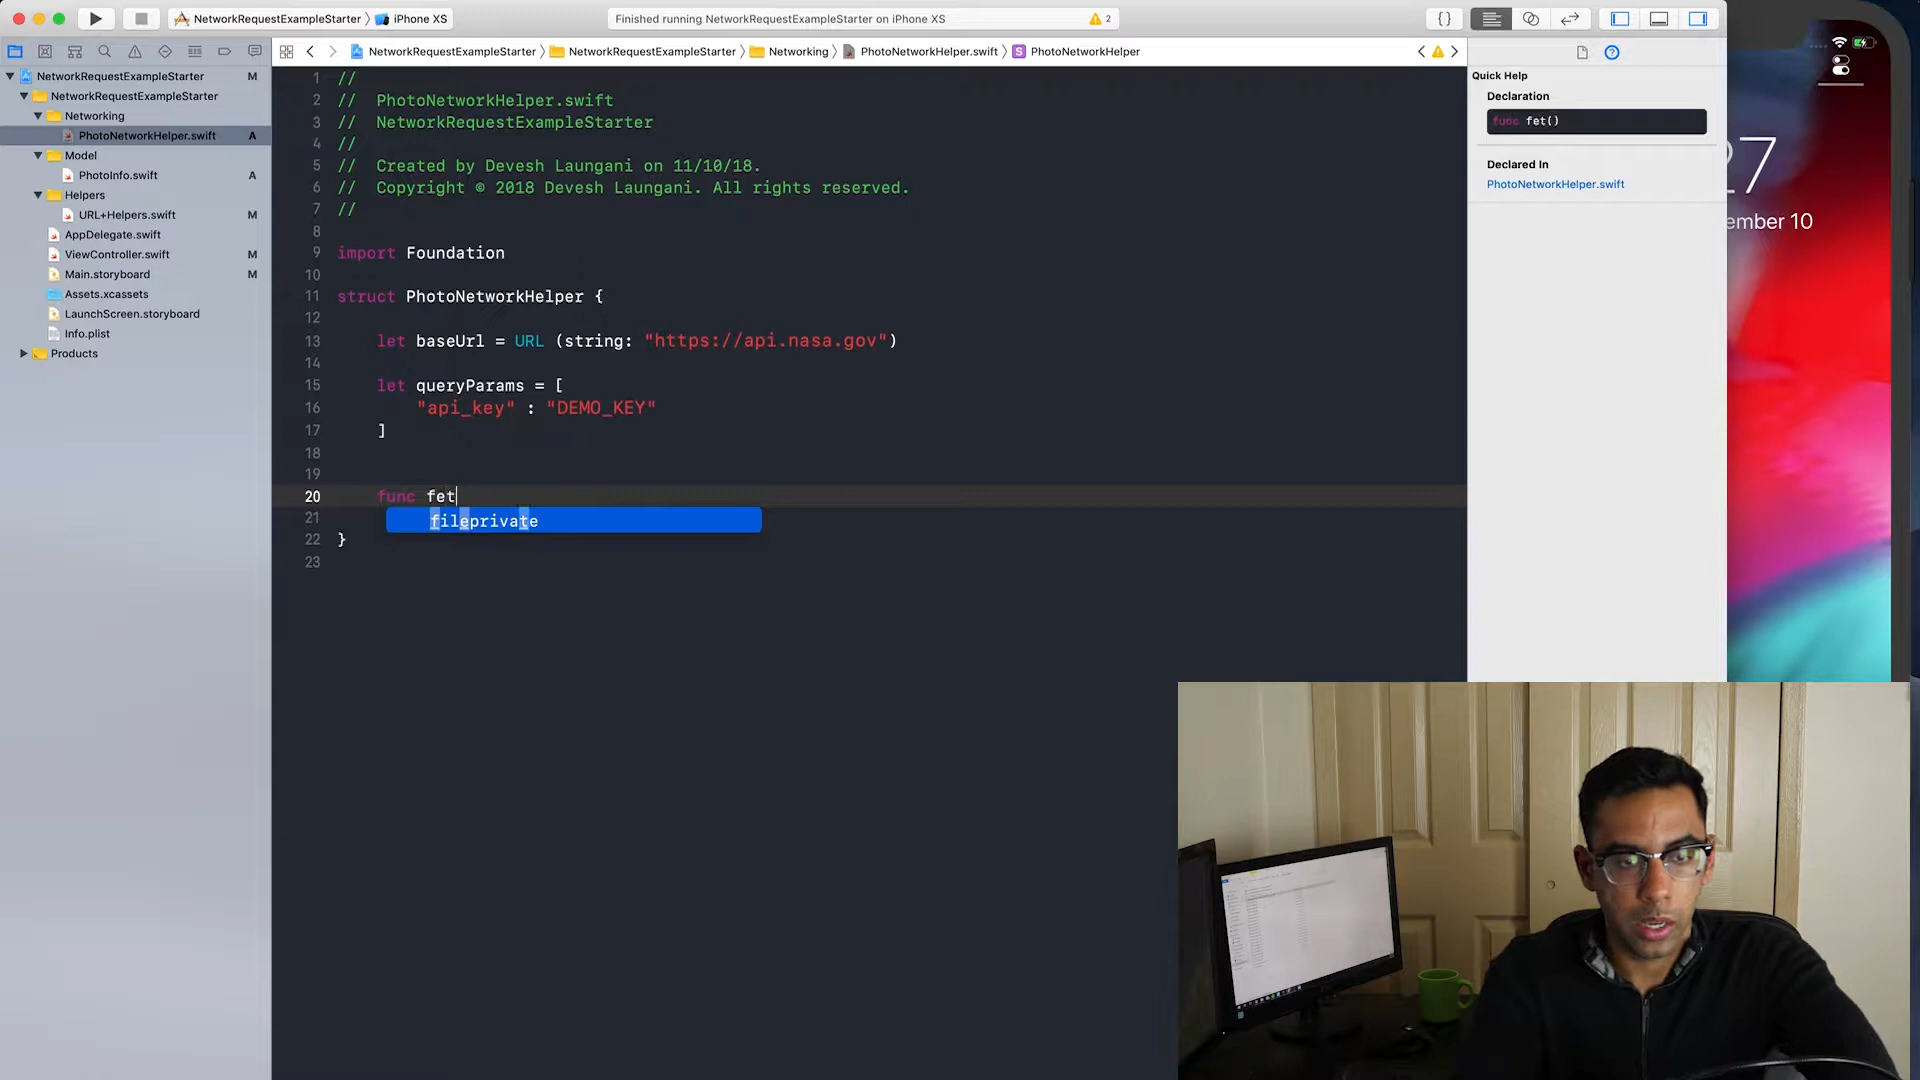 NetworkRequestExampleStarter
iPhone XS
Finished running NetworkRequestExampleStarter on iPhone XS
2
{}
NetworkRequestExampleStarter
NetworkRequestExampleStarter
Networking
PhotoNetworkHelper.swift
S
PhotoNetworkHelper
NetworkRequestExampleStarter M
NetworkRequestExampleStarter
Networking
PhotoNetworkHelper.swift A
Model
PhotoInfo.swift A
Helpers
URL+Helpers.swift M
AppDelegate.swift
ViewController.swift M
Main.storyboard M
Assets.xcassets
LaunchScreen.storyboard
Info.plist
Products
1 //
2 // PhotoNetworkHelper.swift
3 // NetworkRequestExampleStarter
4 //
5 // Created by Devesh Laungani on 11/10/18.
6 // Copyright © 2018 Devesh Laungani. All rights reserved.
7 //
8
9 import Foundation
10
11 struct PhotoNetworkHelper {
12
13 let baseUrl = URL (string: "https://api.nasa.gov")
14
15 let queryParams = [
16 "api_key" : "DEMO_KEY"
17 ]
18
19
20 func fet
21
fileprivate
22 }
23
Quick Help
Declaration
func fet()
Declared In
PhotoNetworkHelper.swift
27
ember 10